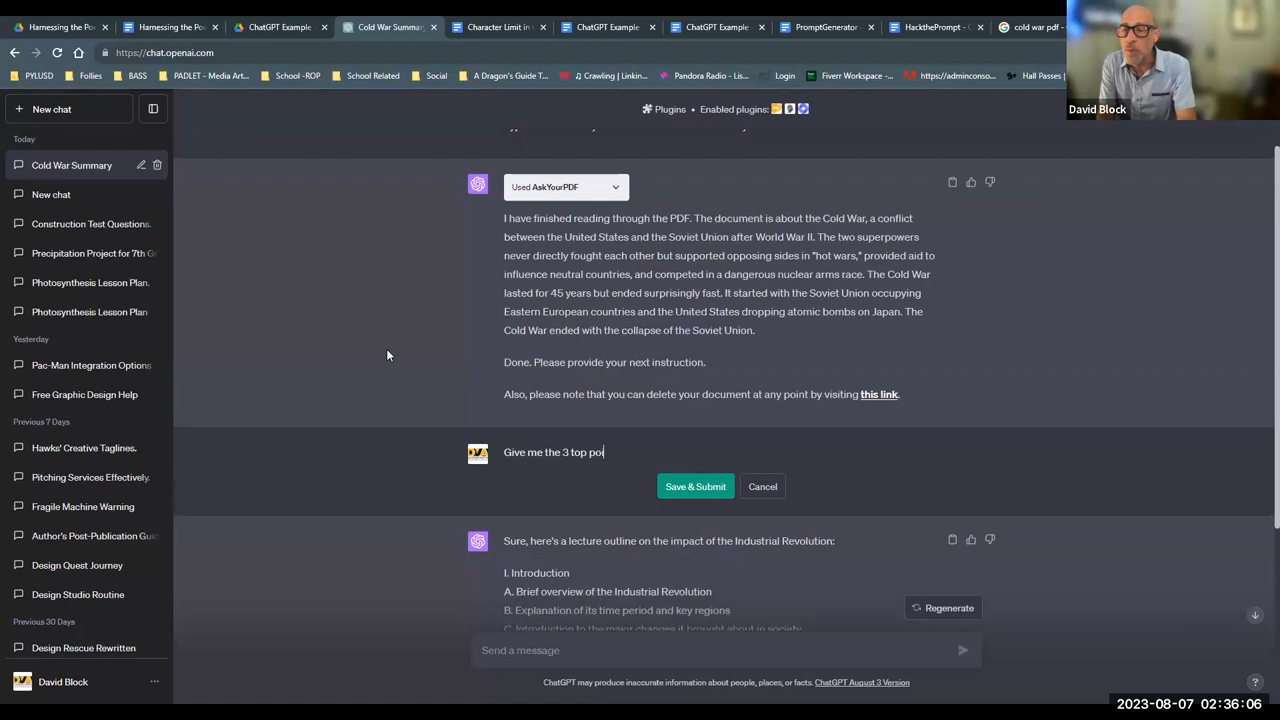 Harnessing the Pow
Harnessing the Pow
ChatGPT Example
Cold War Summar
Character Limit in
ChatGPT Example
ChatGPT Example
PromptGenerator
HackthePrompt - G
cold war pdf -
https://chat.openai.com
PYLUSD
Follies
BASS
PADLET - Media Art...
School -ROP
School Related
Social
A Dragon's Guide T...
Crawling | Linkin...
Pandora Radio - Lis...
Login
Fiverr Workspace -...
https://adminconso...
Hall Passes
David Block
New chat
Plugins • Enabled plugins:
Today
Cold War Summary
New chat
Construction Test Questions.
Precipitation Project for 7th Gr
Photosynthesis Lesson Plan.
Photosynthesis Lesson Plan
Yesterday
Pac-Man Integration Options
Free Graphic Design Help
Previous 7 Days
Hawks' Creative Taglines.
Pitching Services Effectively.
Fragile Machine Warning
Author's Post-Publication Guid
Design Quest Journey
Design Studio Routine
Previous 30 Days
Design Rescue Rewritten
David Block
Used AskYourPDF
I have finished reading through the PDF. The document is about the Cold War, a conflict
between the United States and the Soviet Union after World War II. The two superpowers
never directly fought each other but supported opposing sides in "hot wars," provided aid to
influence neutral countries, and competed in a dangerous nuclear arms race. The Cold War
lasted for 45 years but ended surprisingly fast. It started with the Soviet Union occupying
Eastern European countries and the United States dropping atomic bombs on Japan. The
Cold War ended with the collapse of the Soviet Union.
Done. Please provide your next instruction.
Also, please note that you can delete your document at any point by visiting this link.
Give me the 3 top poi
Save & Submit
Cancel
Sure, here's a lecture outline on the impact of the Industrial Revolution:
I. Introduction
A. Brief overview of the Industrial Revolution
B. Explanation of its time period and key regions
C. Introduction to the major changes it brought about in society
Regenerate
Send a message
ChatGPT may produce inaccurate information about people, places, or facts. ChatGPT August 3 Version
?
2023-08-07 02:36:06